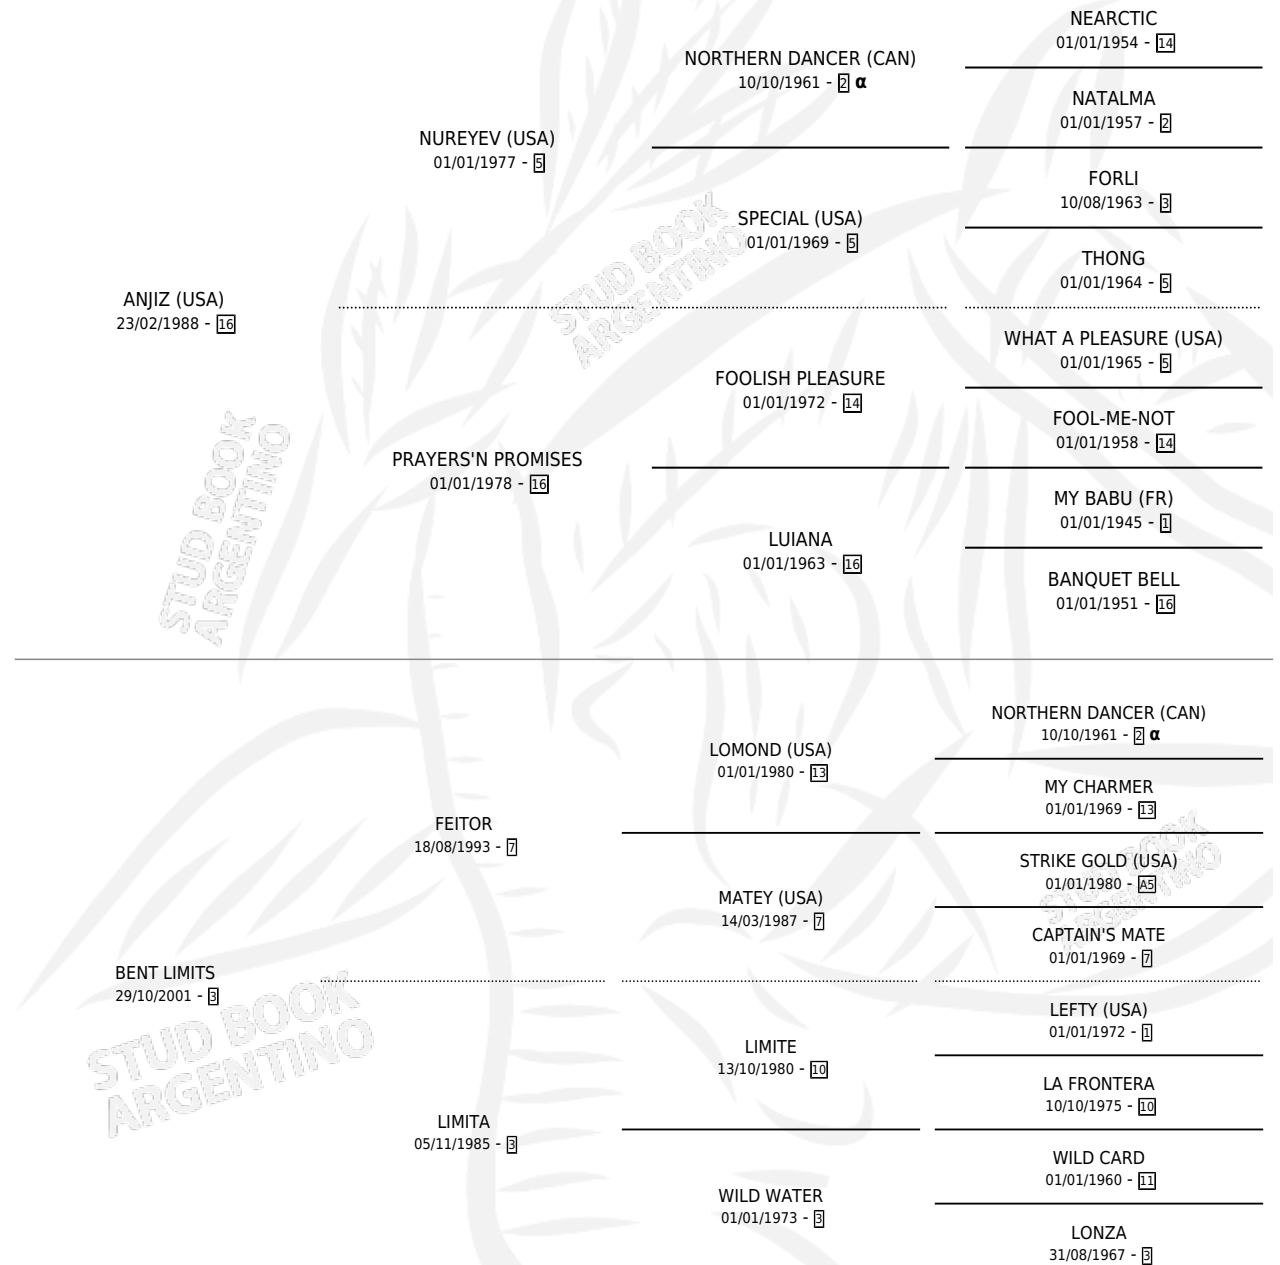 NEARCTIC
01/01/1954 - 14
NORTHERN DANCER (CAN)
10/10/1961 - 2 α
NATALMA
01/01/1957 - 2
NUREYEV (USA)
01/01/1977 - 5
FORLI
10/08/1963 - 3
SPECIAL (USA)
01/01/1969 - 5
THONG
01/01/1964 - 5
ANJIZ (USA)
23/02/1988 - 16
WHAT A PLEASURE (USA)
01/01/1965 - 5
FOOLISH PLEASURE
01/01/1972 - 14
FOOL-ME-NOT
01/01/1958 - 14
PRAYERS'N PROMISES
01/01/1978 - 16
MY BABU (FR)
01/01/1945 - 1
LUIANA
01/01/1963 - 16
BANQUET BELL
01/01/1951 - 16
NORTHERN DANCER (CAN)
10/10/1961 - 2 α
LOMOND (USA)
01/01/1980 - 13
MY CHARMER
01/01/1969 - 13
FEITOR
18/08/1993 - 7
STRIKE GOLD (USA)
01/01/1980 - A5
MATEY (USA)
14/03/1987 - 7
CAPTAIN'S MATE
01/01/1969 - 7
BENT LIMITS
29/10/2001 - 3
LEFTY (USA)
01/01/1972 - 1
LIMITE
13/10/1980 - 10
LA FRONTERA
10/10/1975 - 10
LIMITA
05/11/1985 - 3
WILD CARD
01/01/1960 - 11
WILD WATER
01/01/1973 - 3
LONZA
31/08/1967 - 3
STUD BOOK
ARGENTINO
STUD BOOK
ARGENTINO
STUD BOOK
ARGENTINO
STUD BOOK
ARGENTINO